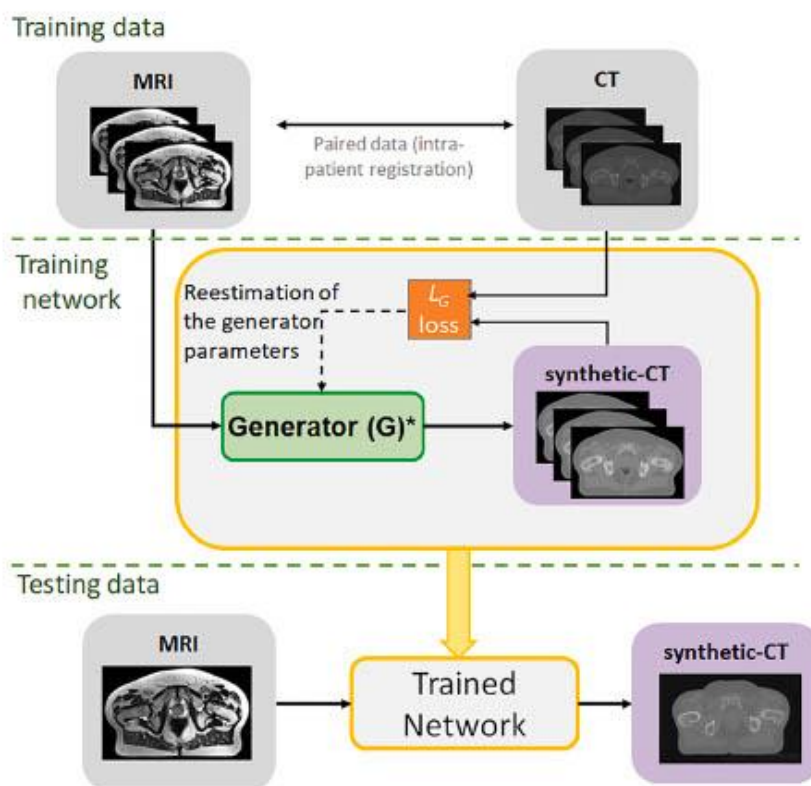 Training data
MRI
CT
Paired data (intra-
patient registration)
Training
network
Reestimation of
the generator
parameters
L_G
loss
synthetic-CT
Generator (G)*
Testing data
MRI
Trained
Network
synthetic-CT